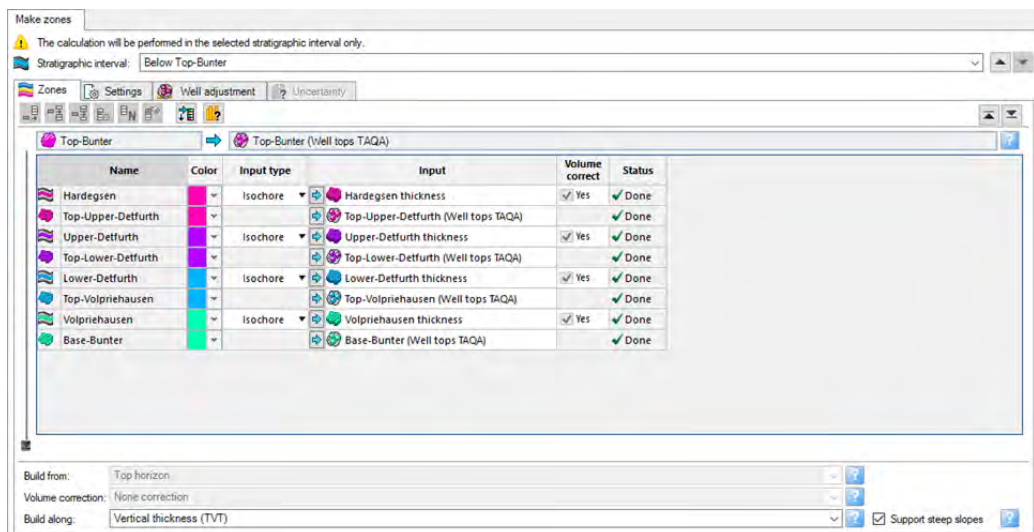 Make zones
The calculation will be performed in the selected stratigraphic interval only.
Stratigraphic interval: Below Top-Bunter
Zones Settings Well adjustment Uncertainty
Top-Bunter Top-Bunter (Well tops TAQA)
Name Color Input type Input Volume correct Status
Hardegsen Isochore Hardegsen thickness Yes Done
Top-Upper-Detfurth Top-Upper-Detfurth (Well tops TAQA) Done
Upper-Detfurth Isochore Upper-Detfurth thickness Yes Done
Top-Lower-Detfurth Top-Lower-Detfurth (Well tops TAQA) Done
Lower-Detfurth Isochore Lower-Detfurth thickness Yes Done
Top-Volpriehausen Top-Volpriehausen (Well tops TAQA) Done
Volpriehausen Isochore Volpriehausen thickness Yes Done
Base-Bunter Base-Bunter (Well tops TAQA) Done
Build from: Top horizon
Volume correction: None correction
Build along: Vertical thickness (TVT) Support steep slopes